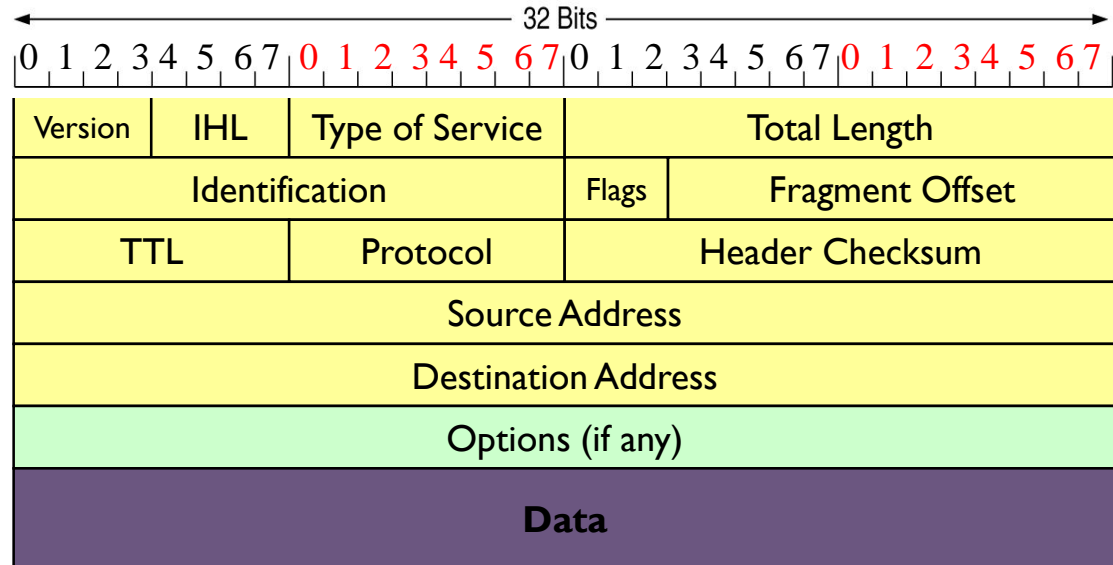 32 Bits
0 1 2 3 4 5 6 7 0 1 2 3 4 5 6 7 0 1 2 3 4 5 6 7 0 1 2 3 4 5 6 7
Version IHL Type of Service Total Length
Identification Flags Fragment Offset
TTL Protocol Header Checksum
Source Address
Destination Address
Options (if any)
Data